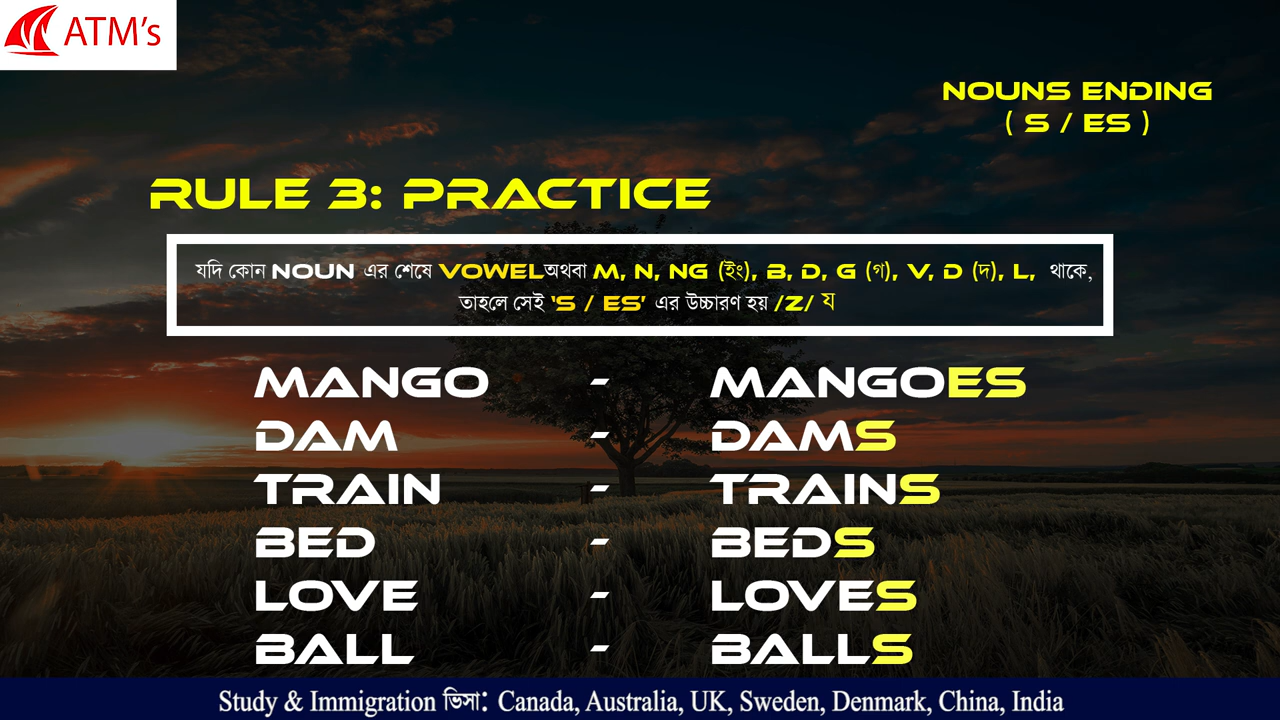 ATM's
NOUNS ENDING
( S / ES )
RULE 3: PRACTICE
যদি কোন NOUN এর শেষে VOWELঅথবা M, N, NG (ইং), B, D, G (গ), V, D (দ), L, থাকে,
তাহলে সেই 'S / ES' এর উচ্চারণ হয় /Z/ য
MANGO - MANGOES
DAM - DAMS
TRAIN - TRAINS
BED - BEDS
LOVE - LOVES
BALL - BALLS
Study & Immigration ভিসা: Canada, Australia, UK, Sweden, Denmark, China, India